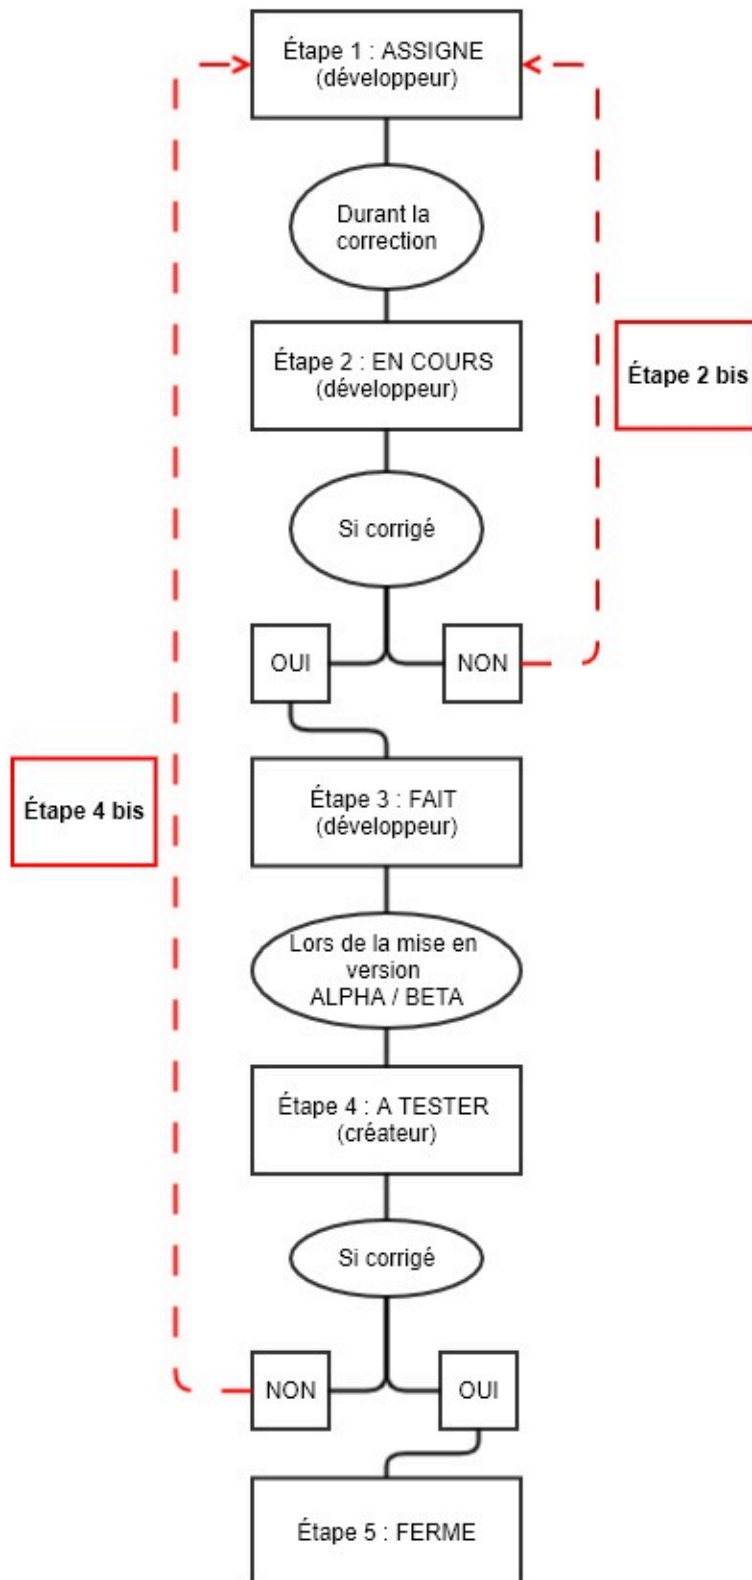 Étape 1 : ASSIGNE
(développeur)
Durant la
correction
Étape 2 : EN COURS
(développeur)
Étape 2 bis
Si corrigé
OUI
NON
Étape 3 : FAIT
(développeur)
Étape 4 bis
Lors de la mise en
version
ALPHA / BETA
Étape 4 : A TESTER
(créateur)
Si corrigé
NON
OUI
Étape 5 : FERME